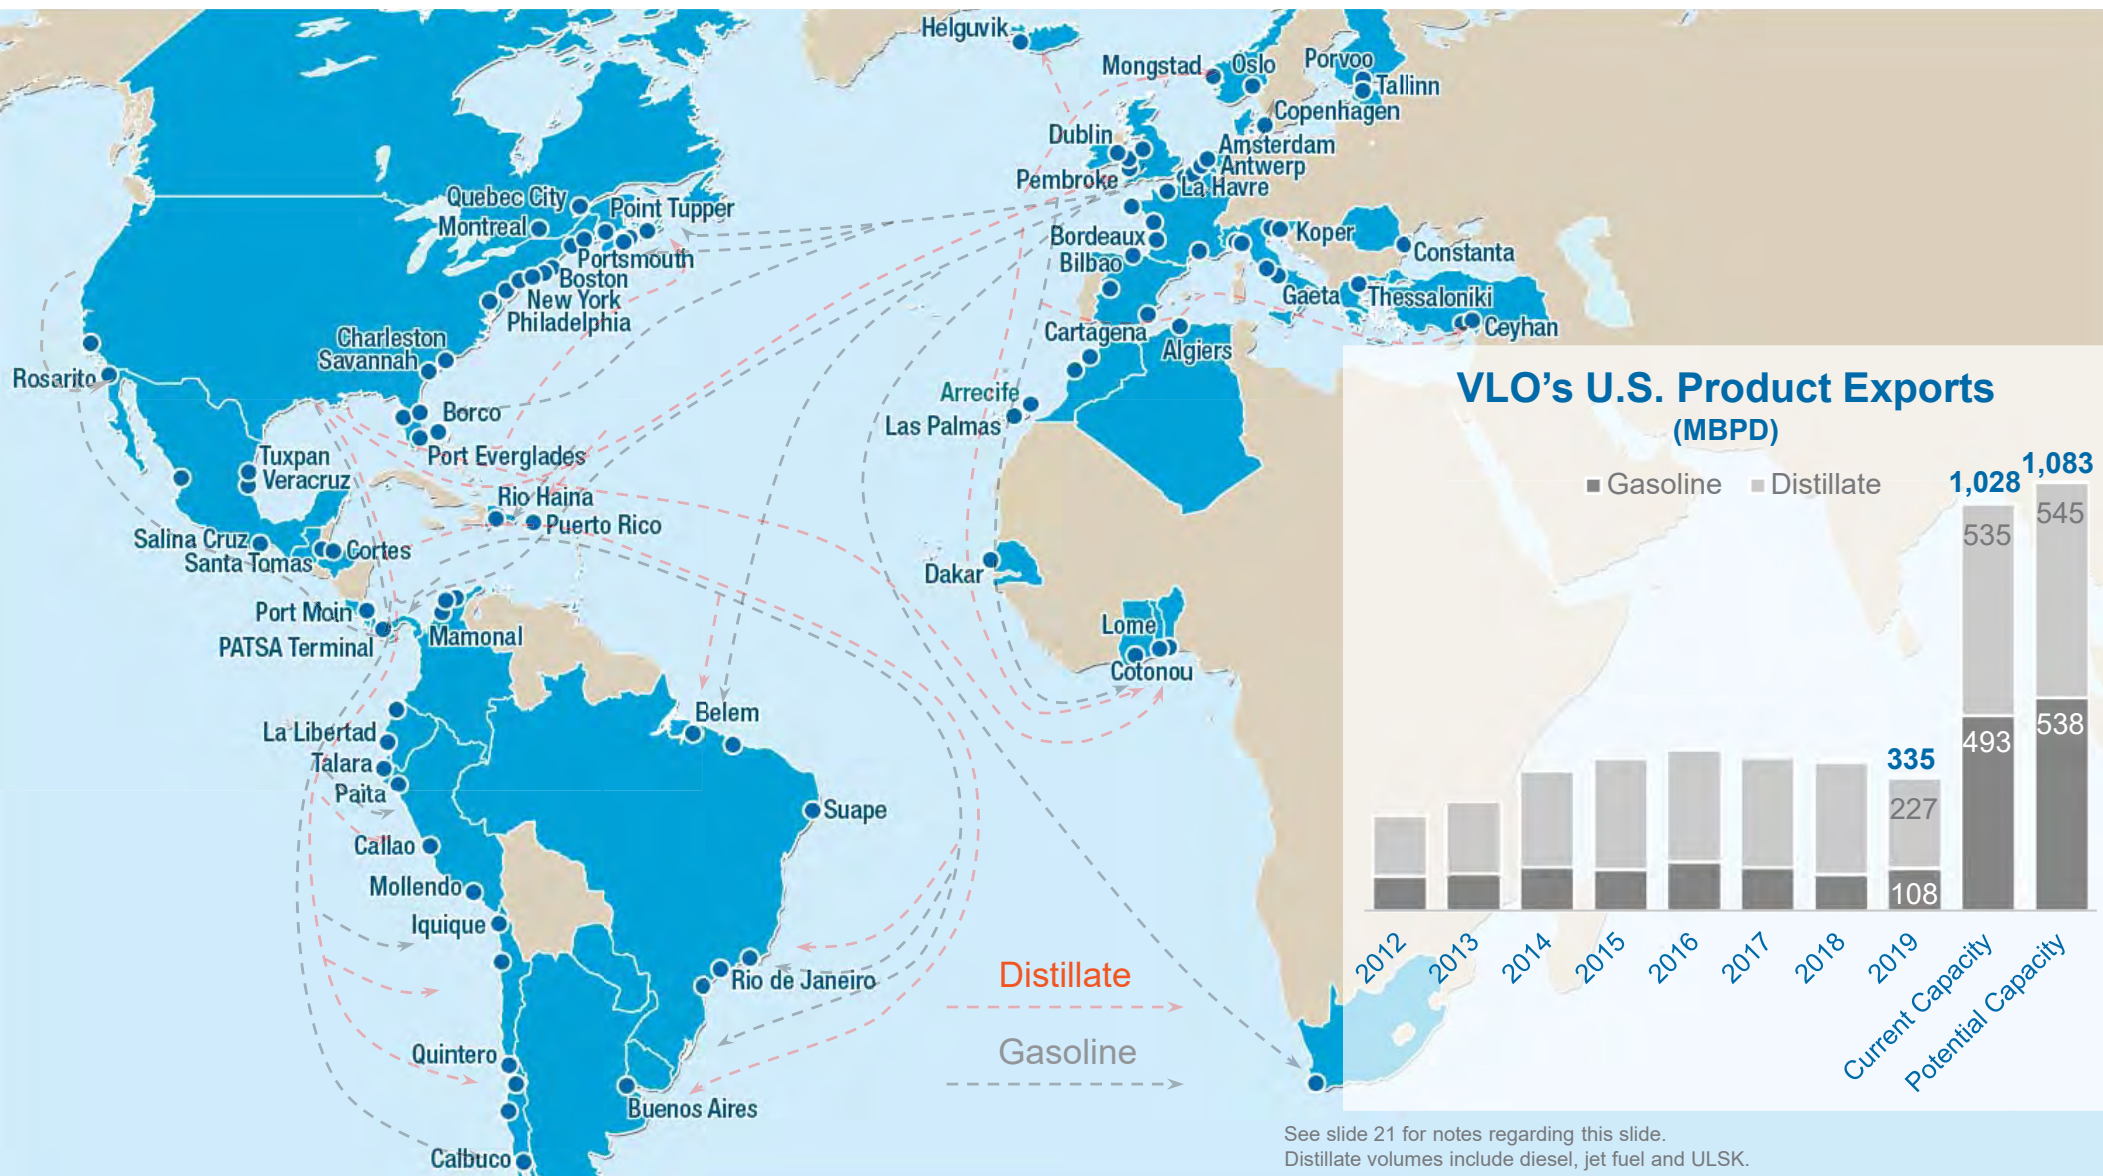 Helguvik
Mongstad
Oslo
Porvoo
Tallinn
Copenhagen
Dublin
Amsterdam
Antwerp
Pembroke
La Havre
Quebec City
Point Tupper
Montreal
Portsmouth
Boston
New York
Philadelphia
Bordeaux
Bilbao
Koper
Constanta
Gaeta
Thessaloniki
Ceyhan
Cartagena
Algiers
Charleston
Savannah
Rosarito
Arrecife
Las Palmas
Borco
Port Everglades
Tuxpan
Veracruz
Rio Haina
Puerto Rico
Salina Cruz
Santa Tomas
Cortes
Dakar
Port Moin
PATSA Terminal
Mamonal
Lome
Cotonou
La Libertad
Talara
Paita
Belem
Callao
Suape
Mollendo
Iquique
Rio de Janeiro
Quintero
Buenos Aires
Calbuco
Distillate
Gasoline
VLO’s U.S. Product Exports
(MBPD)
Gasoline Distillate
1,028
1,083
535
545
493
538
335
227
108
2012
2013
2014
2015
2016
2017
2018
2019
Current Capacity
Potential Capacity
See slide 21 for notes regarding this slide.
Distillate volumes include diesel, jet fuel and ULSK.